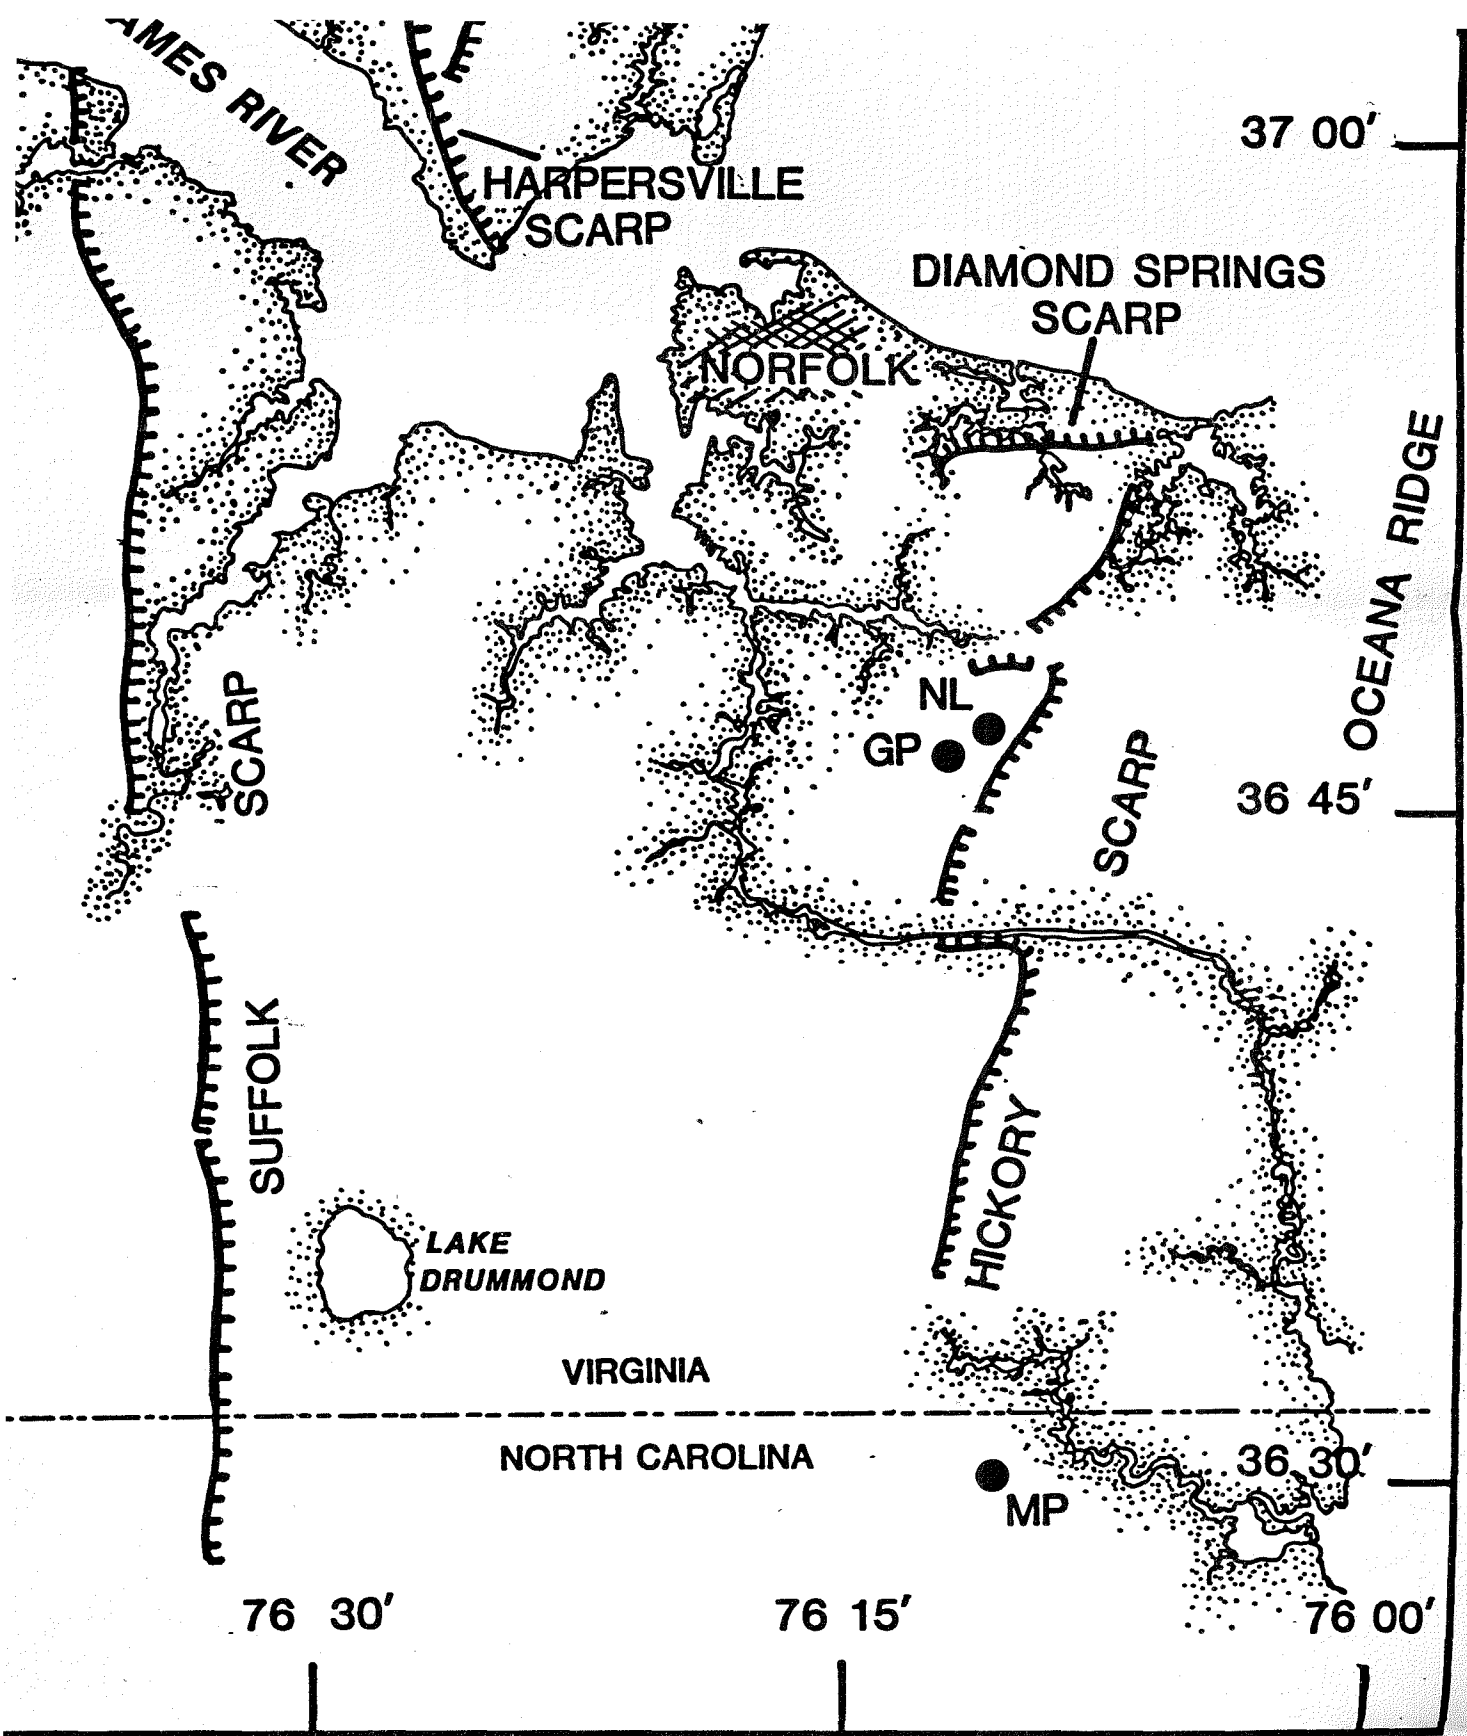 AMES RIVER
37 00'
HARPERSVILLE
SCARP
DIAMOND SPRINGS
SCARP
NORFOLK
OCEANA RIDGE
NL
GP
SCARP
SCARP
36 45'
SUFFOLK
HICKORY
LAKE
DRUMMOND
VIRGINIA
NORTH CAROLINA
36 30'
MP
76 30'
76 15'
76 00'